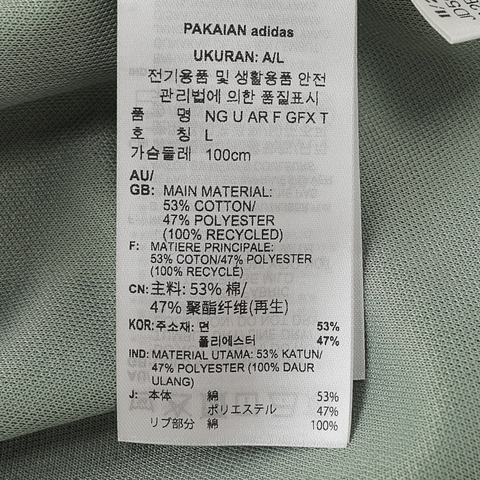 PAKAIAN adidas
UKURAN: A/L
전기용품 및 생활용품 안전
관리법에 의한 품질표시
품 명 NG U AR F GFX T
호 칭 L
가슴둘레 100cm
AU/
GB: MAIN MATERIAL:
53% COTTON/
47% POLYESTER
(100% RECYCLED)
F: MATIERE PRINCIPALE:
53% COTON/47% POLYESTER
(100% RECYCLÉ)
CN: 主料: 53% 棉/
47% 聚酯纤维(再生)
KOR: 주소재: 면 53%
폴리에스터 47%
IND: MATERIAL UTAMA: 53% KATUN/
47% POLYESTER (100% DAUR
ULANG)
J: 本体 綿 53%
ポリエステル 47%
リブ部分 綿 100%